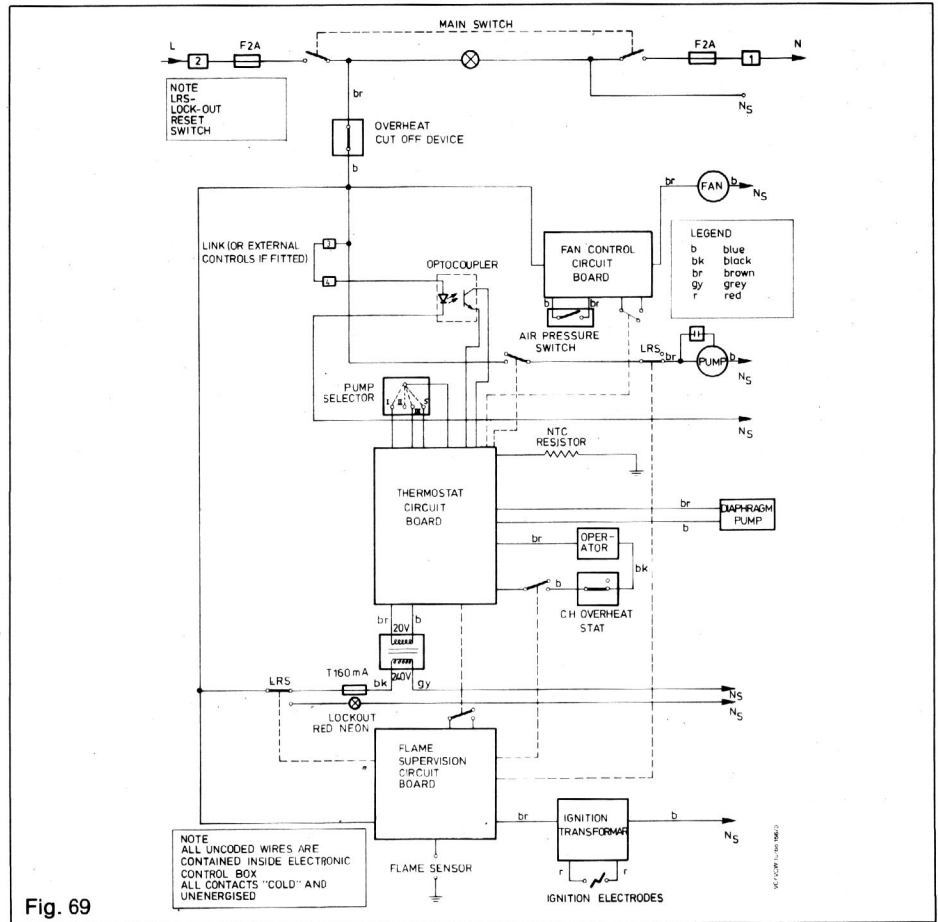 MAIN SWITCH
L
2
F2A
F2A
1
N
NOTE
LRS-
LOCK-OUT
RESET
SWITCH
br
NS
OVERHEAT
CUT OFF DEVICE
b
br
FAN
b
NS
LINK (OR EXTERNAL
CONTROLS IF FITTED)
3
4
OPTOCOUPLER
FAN CONTROL
CIRCUIT
BOARD
b
br
AIR PRESSURE
SWITCH
LEGEND
b blue
bk black
br brown
gy grey
r red
LRS
br
PUMP
b
NS
PUMP
SELECTOR
I
II
III
S
NS
NTC
RESISTOR
THERMOSTAT
CIRCUIT
BOARD
br
b
DIAPHRAGM
PUMP
br
OPER-
ATOR
bk
b
CH OVERHEAT
STAT
br
b
20V
240V
LRS
T160mA
bk
gy
NS
NS
LOCKOUT
RED NEON
FLAME
SUPERVISION
CIRCUIT
BOARD
br
IGNITION
TRANSFORMAR
b
NS
r
r
IGNITION ELECTRODES
FLAME SENSOR
NOTE
ALL UNCODED WIRES ARE
CONTAINED INSIDE ELECTRONIC
CONTROL BOX
ALL CONTACTS "COLD" AND
UNENERGISED
Fig. 69